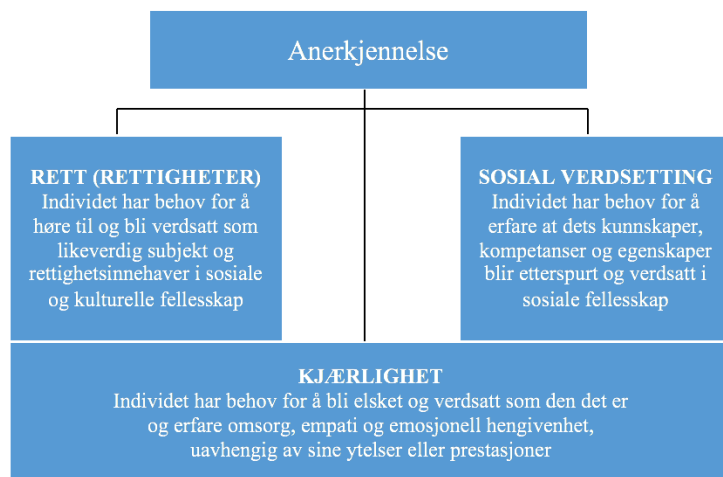 Anerkjennelse
RETT (RETTIGHETER)
Individet har behov for å
høre til og bli verdsatt som
likeverdig subjekt og
rettighetsinnehaver i sosiale
og kulturelle fellesskap
SOSIAL VERDSETTING
Individet har behov for å
erfare at dets kunnskaper,
kompetanser og egenskaper
blir etterspurt og verdsatt i
sosiale fellesskap
KJÆRLIGHET
Individet har behov for å bli elsket og verdsatt som den det er
og erfare omsorg, empati og emosjonell hengivenhet,
uavhengig av sine ytelser eller prestasjoner